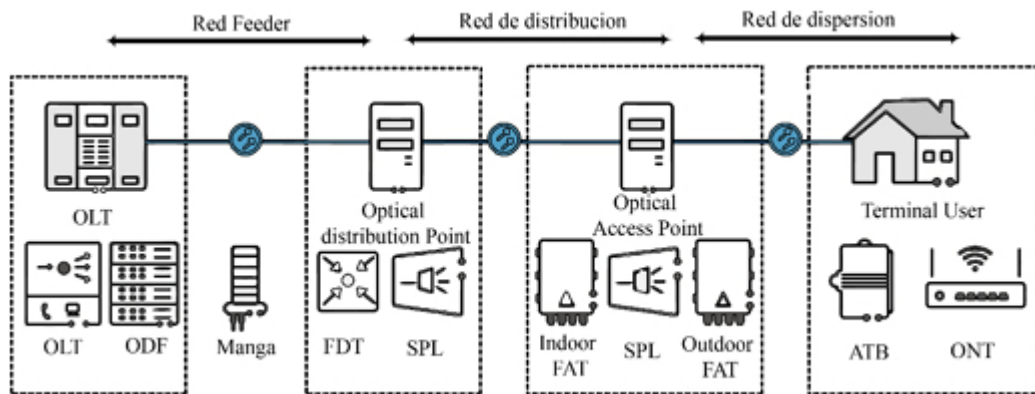 Red Feeder
Red de distribucion
Red de dispersion
OLT
Optical
distribution Point
Optical
Access Point
Terminal User
OLT
ODF
Manga
FDT
SPL
Indoor
FAT
SPL
Outdoor
FAT
ATB
ONT